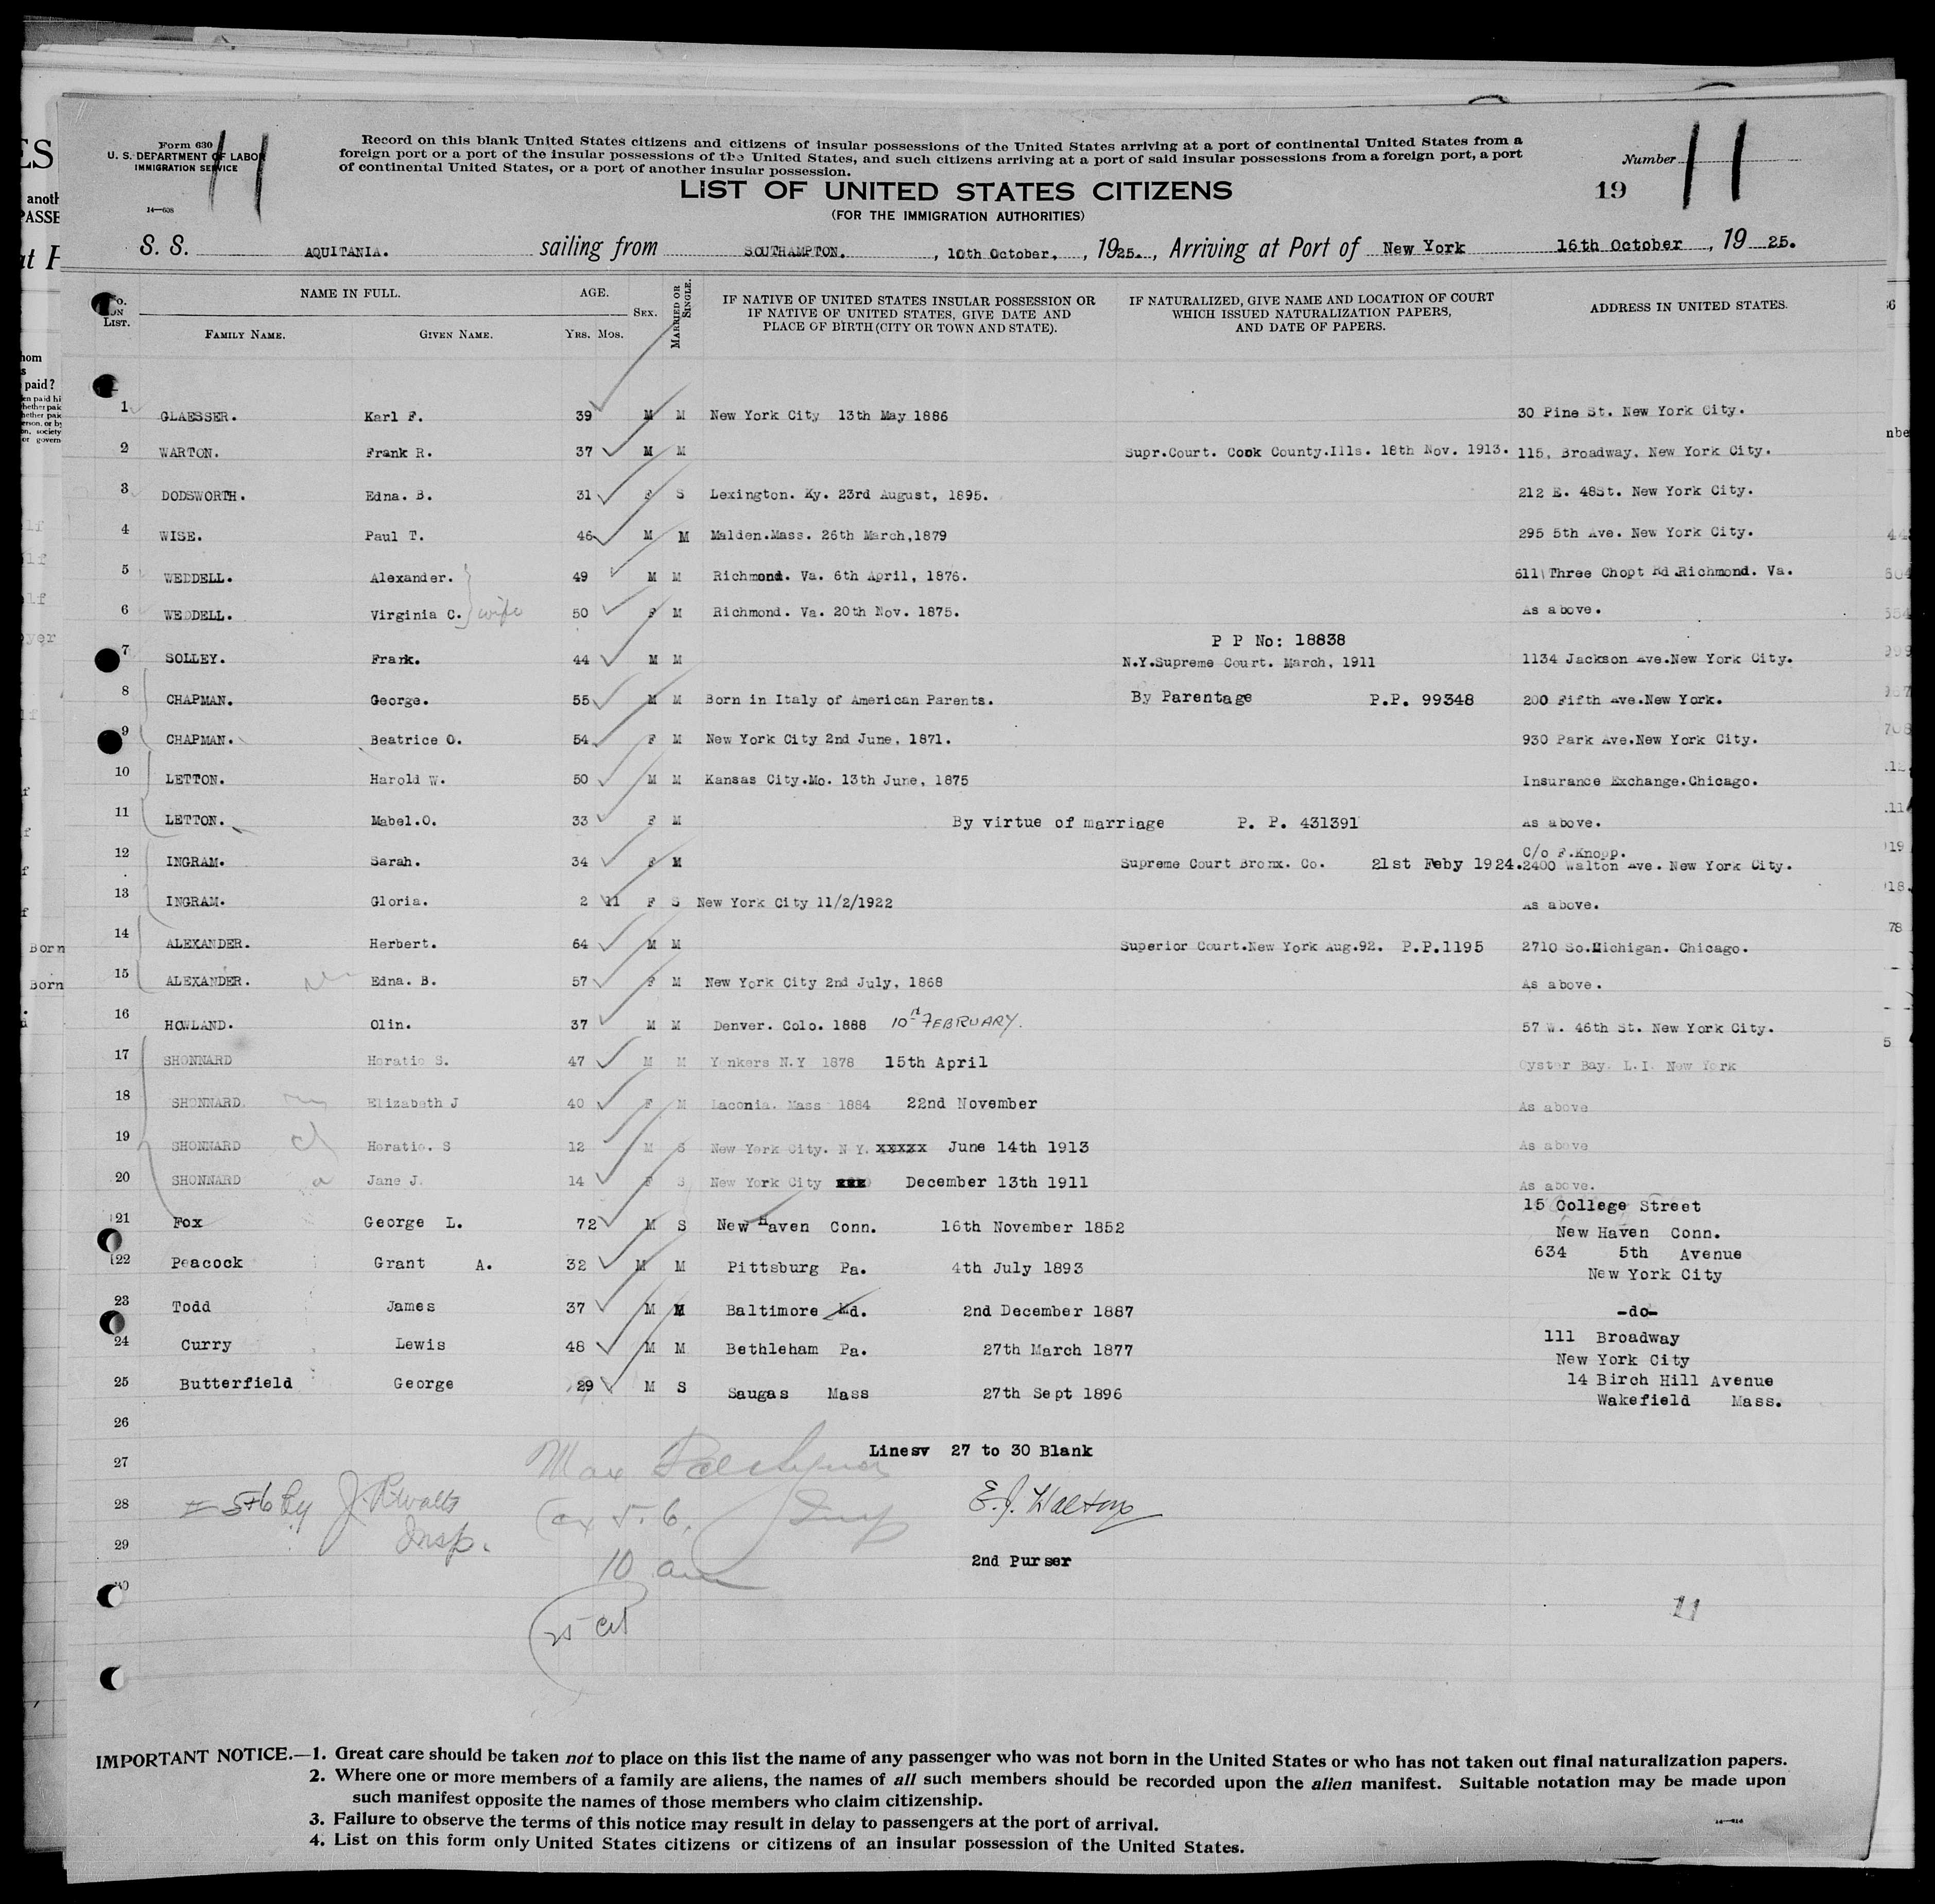 Form 630
U. S. DEPARTMENT OF LABOR
IMMIGRATION SERVICE
14—608
11
Record on this blank United States citizens and citizens of insular possessions of the United States arriving at a port of continental United States from a
foreign port or a port of the insular possessions of the United States, and such citizens arriving at a port of said insular possessions from a foreign port, a port
of continental United States, or a port of another insular possession.
LIST OF UNITED STATES CITIZENS
(FOR THE IMMIGRATION AUTHORITIES)
Number 11
19
S. S. AQUITANIA. sailing from SOUTHAMPTON. , 10th October. , 1925. , Arriving at Port of New York 16th October , 19 25.
No. ON LIST. NAME IN FULL. AGE. SEX. MARRIED OR SINGLE. IF NATIVE OF UNITED STATES INSULAR POSSESSION OR IF NATIVE OF UNITED STATES, GIVE DATE AND PLACE OF BIRTH (CITY OR TOWN AND STATE). IF NATURALIZED, GIVE NAME AND LOCATION OF COURT WHICH ISSUED NATURALIZATION PAPERS, AND DATE OF PAPERS. ADDRESS IN UNITED STATES.
FAMILY NAME. GIVEN NAME. YRS. MOS.
1 GLAESSER. Karl F. 39 M M New York City 13th May 1886 30 Pine St. New York City.
2 WARTON. Frank R. 37 M M Supr.Court. Cook County.Ills. 18th Nov. 1913. 115, Broadway, New York City.
3 DODSWORTH. Edna. B. 31 F S Lexington. Ky. 23rd August, 1895. 212 E. 48St. New York City.
4 WISE. Paul T. 46 M M Malden.Mass. 26th March,1879 295 5th Ave. New York City.
5 WEDDELL. Alexander. 49 M M Richmond. Va. 6th April, 1876. 611 Three Chopt Rd.Richmond. Va.
6 WEDDELL. Virginia C. wife 50 F M Richmond. Va. 20th Nov. 1875. As above.
P P No: 18838
7 SOLLEY. Frank. 44 M M N.Y.Supreme Court. March, 1911 1134 Jackson Ave.New York City.
8 CHAPMAN. George. 55 M M Born in Italy of American Parents. By Parentage P.P. 99348 200 Fifth Ave.New York.
9 CHAPMAN. Beatrice O. 54 F M New York City 2nd June, 1871. 930 Park Ave.New York City.
10 LETTON. Harold W. 50 M M Kansas City.Mo. 13th June, 1875 Insurance Exchange.Chicago.
11 LETTON. Mabel.O. 33 F M By virtue of marriage P. P. 431391 As above.
C/o F.Knopp.
12 INGRAM. Sarah. 34 F M Supreme Court Bronx. Co. 21st Feby 1924. 2400 Walton Ave. New York City.
13 INGRAM. Gloria. 2 11 F S New York City 11/2/1922 As above.
14 ALEXANDER. Herbert. 64 M M Superior Court.New York Aug.92. P.P.1195 2710 So.Michigan. Chicago.
15 ALEXANDER. Edna. B. 57 F M New York City 2nd July, 1868 As above.
16 HOWLAND. Olin. 37 M M Denver. Colo. 1888 10th FEBRUARY. 57 W. 46th St. New York City.
17 SHONNARD Horatio S. 47 M M Yonkers N.Y 1878 15th April Oyster Bay. L.I. New York
18 SHONNARD. Elizabeth J 40 F M Laconia. Mass 1884 22nd November As above
19 SHONNARD Horatio. S 12 M S New York City. N Y. xxxxx June 14th 1913 As above
20 SHONNARD Jane J. 14 F S New York City xxx December 13th 1911 As above.
21 Fox George L. 72 M S New Haven Conn. 16th November 1852 15 College Street
New Haven Conn.
22 Peacock Grant A. 32 M M Pittsburg Pa. 4th July 1893 634 5th Avenue
New York City
23 Todd James 37 M M Baltimore Md. 2nd December 1887 -do-
24 Curry Lewis 48 M M Bethleham Pa. 27th March 1877 111 Broadway
New York City
25 Butterfield George 29 M S Saugas Mass 27th Sept 1896 14 Birch Hill Avenue
Wakefield Mass.
26
Linesv 27 to 30 Blank
27 Max
28 5+6 by E.J. Walton
Insp.
29
2nd Purser
10 am
30
25 cit
11
IMPORTANT NOTICE.—1. Great care should be taken not to place on this list the name of any passenger who was not born in the United States or who has not taken out final naturalization papers.
2. Where one or more members of a family are aliens, the names of all such members should be recorded upon the alien manifest. Suitable notation may be made upon
such manifest opposite the names of those members who claim citizenship.
3. Failure to observe the terms of this notice may result in delay to passengers at the port of arrival.
4. List on this form only United States citizens or citizens of an insular possession of the United States.